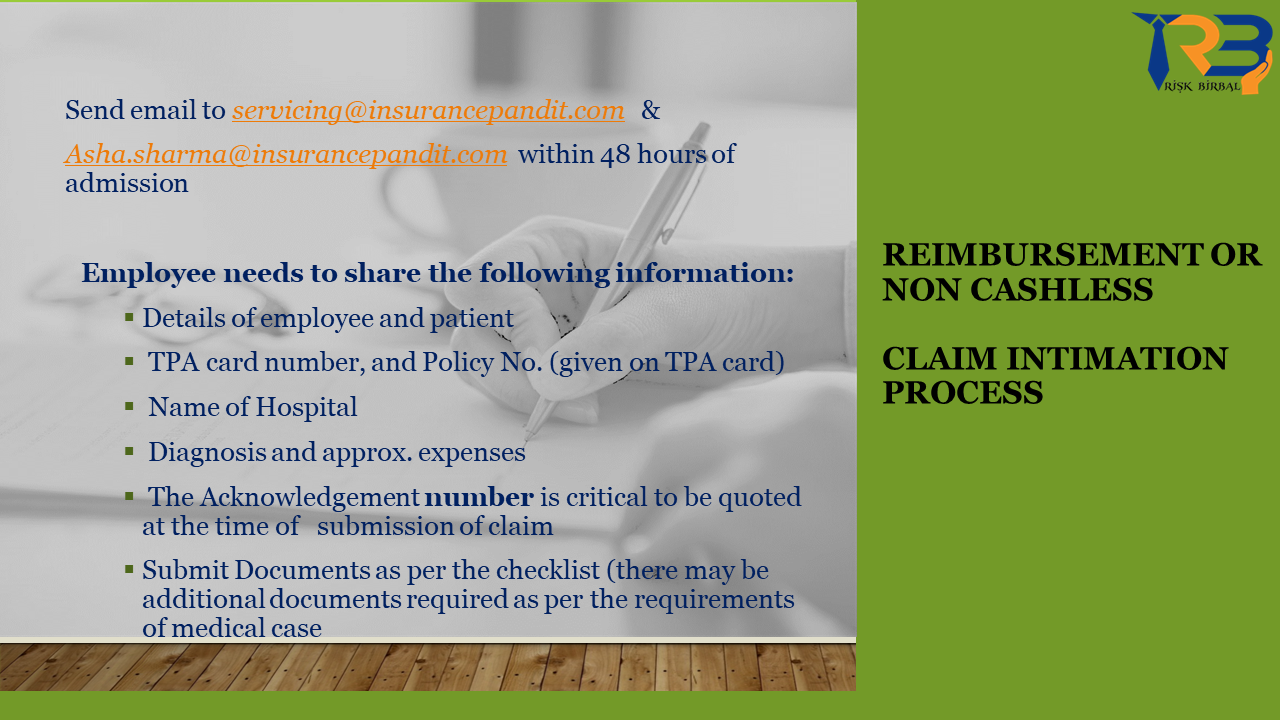 RİŞK BİRBAL
Send email to servicing@insurancepandit.com &
Asha.sharma@insurancepandit.com within 48 hours of
admission
Employee needs to share the following information:
▪ Details of employee and patient
▪ TPA card number, and Policy No. (given on TPA card)
▪ Name of Hospital
▪ Diagnosis and approx. expenses
▪ The Acknowledgement number is critical to be quoted
at the time of submission of claim
▪ Submit Documents as per the checklist (there may be
additional documents required as per the requirements
of medical case
REIMBURSEMENT OR
NON CASHLESS
CLAIM INTIMATION
PROCESS